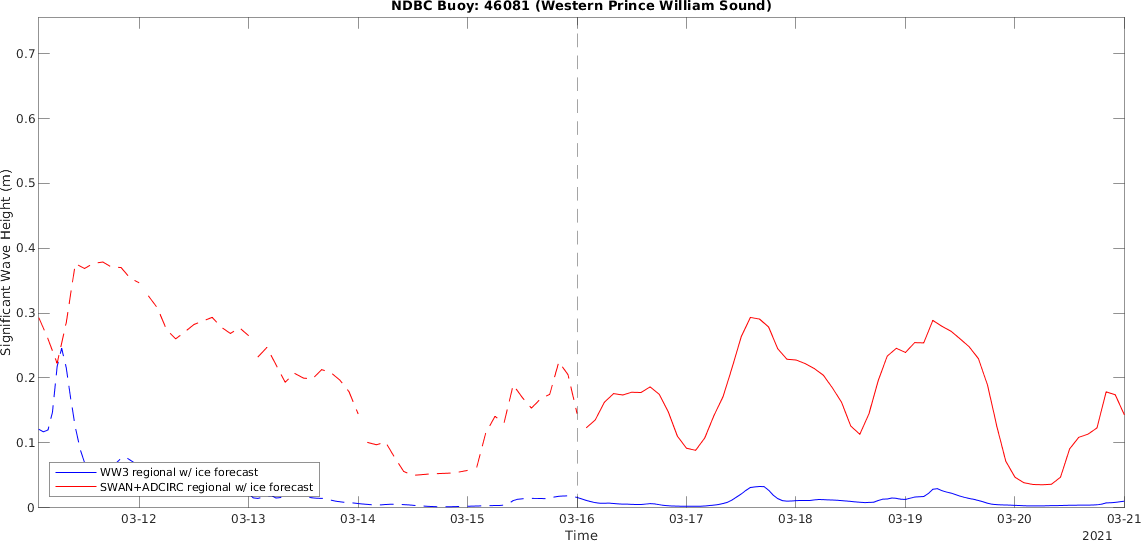 NDBC Buoy: 46081 (Western Prince William Sound)
Significant Wave Height (m)
0.7
0.6
0.5
0.4
0.3
0.2
0.1
0
WW3 regional w/ ice forecast
SWAN+ADCIRC regional w/ ice forecast
03-12 03-13 03-14 03-15 03-16 03-17 03-18 03-19 03-20 03-21
Time
2021